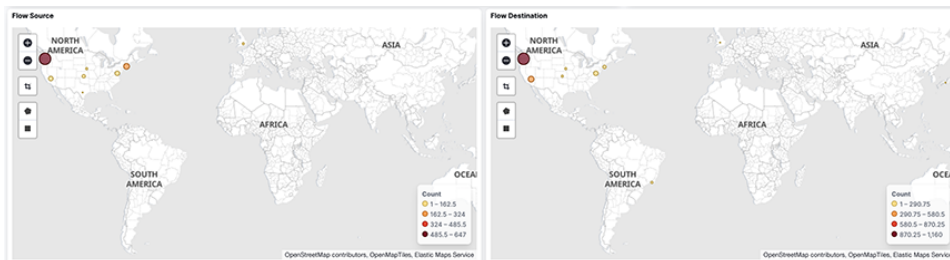 Flow Source
NORTH
AMERICA
ASIA
AFRICA
SOUTH
AMERICA
OCEA
Count
1 – 162.5
162.5 – 324
324 – 485.5
485.5 – 647
OpenStreetMap contributors, OpenMapTiles, Elastic Maps Service
Flow Destination
NORTH
AMERICA
ASIA
AFRICA
SOUTH
AMERICA
OCEA
Count
1 – 290.75
290.75 – 580.5
580.5 – 870.25
870.25 – 1,160
OpenStreetMap contributors, OpenMapTiles, Elastic Maps Service